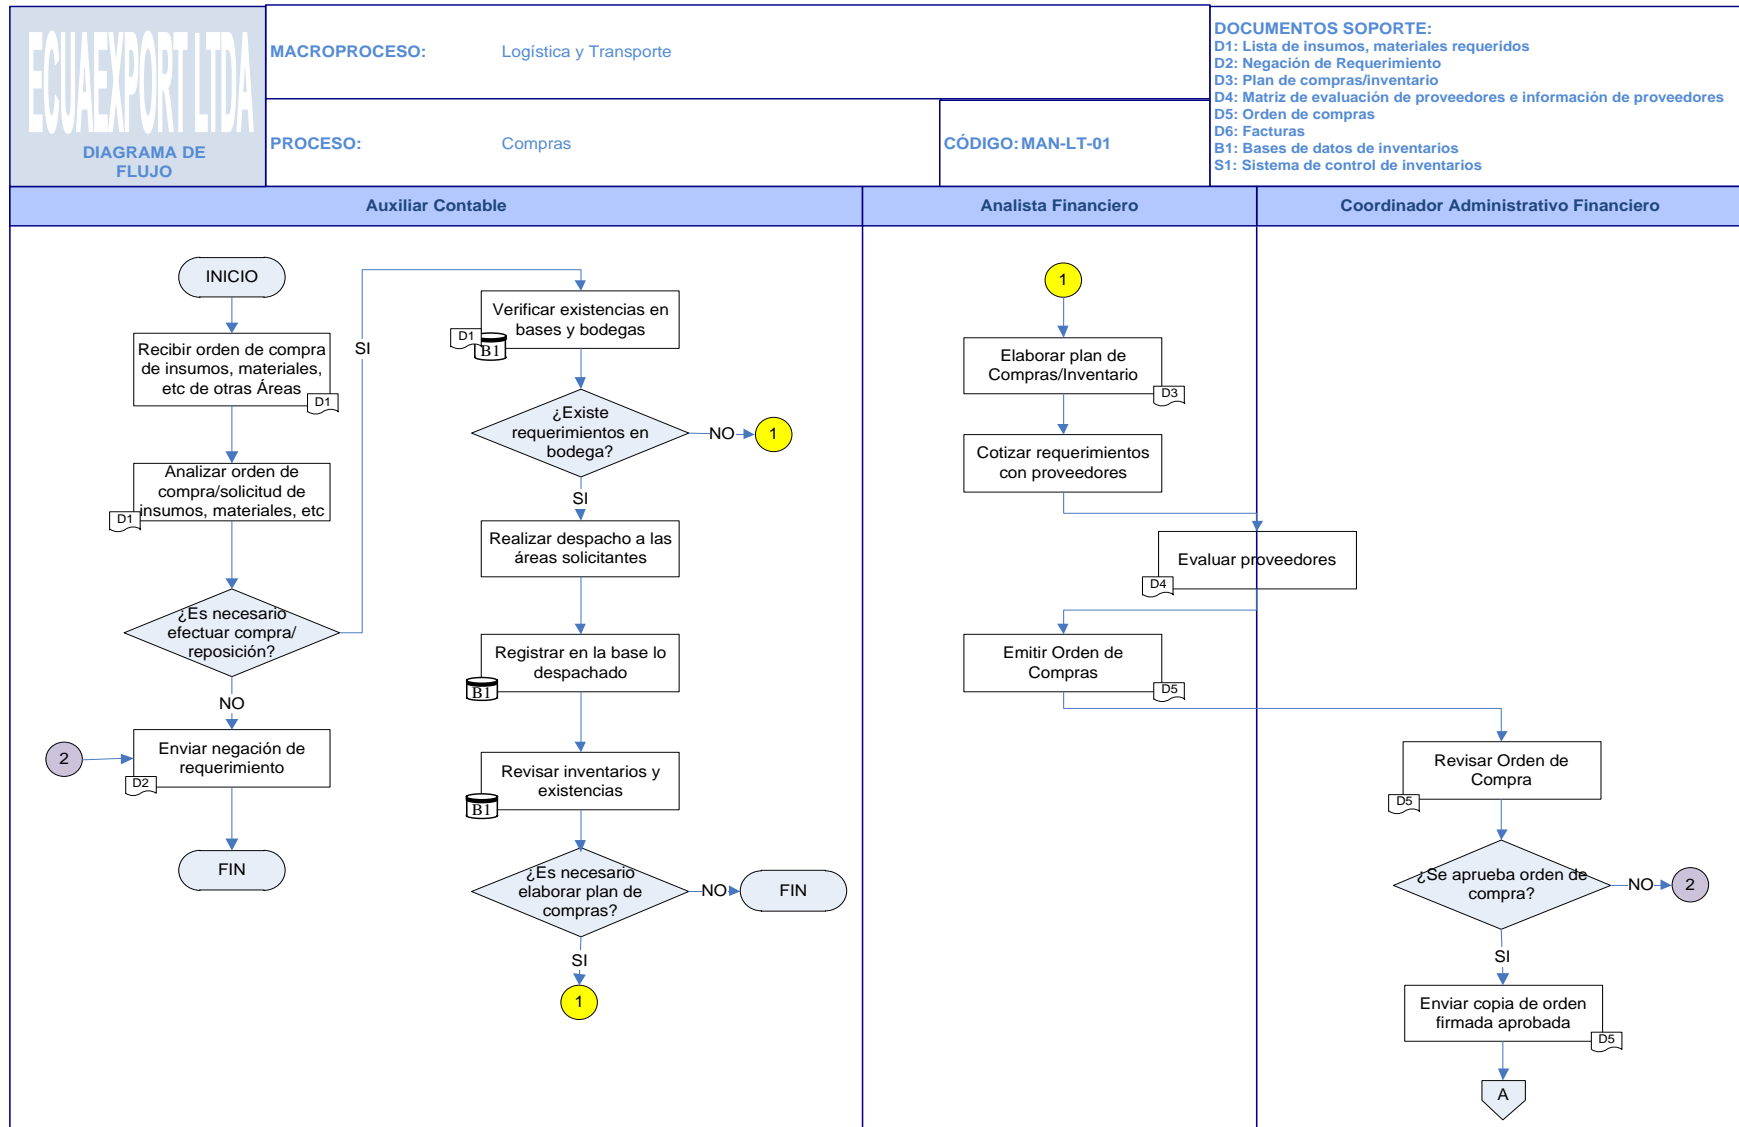 ECUAEXPORT LTDA
DIAGRAMA DE
FLUJO
MACROPROCESO: Logística y Transporte
PROCESO: Compras
CÓDIGO: MAN-LT-01
DOCUMENTOS SOPORTE:
D1: Lista de insumos, materiales requeridos
D2: Negación de Requerimiento
D3: Plan de compras/inventario
D4: Matriz de evaluación de proveedores e información de proveedores
D5: Orden de compras
D6: Facturas
B1: Bases de datos de inventarios
S1: Sistema de control de inventarios
Auxiliar Contable
Analista Financiero
Coordinador Administrativo Financiero
INICIO
Recibir orden de compra
de insumos, materiales,
etc de otras Áreas
D1
Analizar orden de
compra/solicitud de
insumos, materiales, etc
D1
¿Es necesario
efectuar compra/
reposición?
SI
NO
2
Enviar negación de
requerimiento
D2
FIN
Verificar existencias en
bases y bodegas
D1
B1
¿Existe
requerimientos en
bodega?
NO
1
SI
Realizar despacho a las
áreas solicitantes
Registrar en la base lo
despachado
B1
Revisar inventarios y
existencias
B1
¿Es necesario
elaborar plan de
compras?
NO
FIN
SI
1
1
Elaborar plan de
Compras/Inventario
D3
Cotizar requerimientos
con proveedores
Evaluar proveedores
D4
Emitir Orden de
Compras
D5
Revisar Orden de
Compra
D5
¿Se aprueba orden de
compra?
NO
2
SI
Enviar copia de orden
firmada aprobada
D5
A